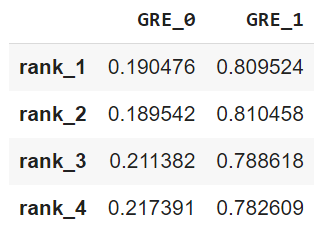 GRE_0 GRE_1
rank_1 0.190476 0.809524
rank_2 0.189542 0.810458
rank_3 0.211382 0.788618
rank_4 0.217391 0.782609